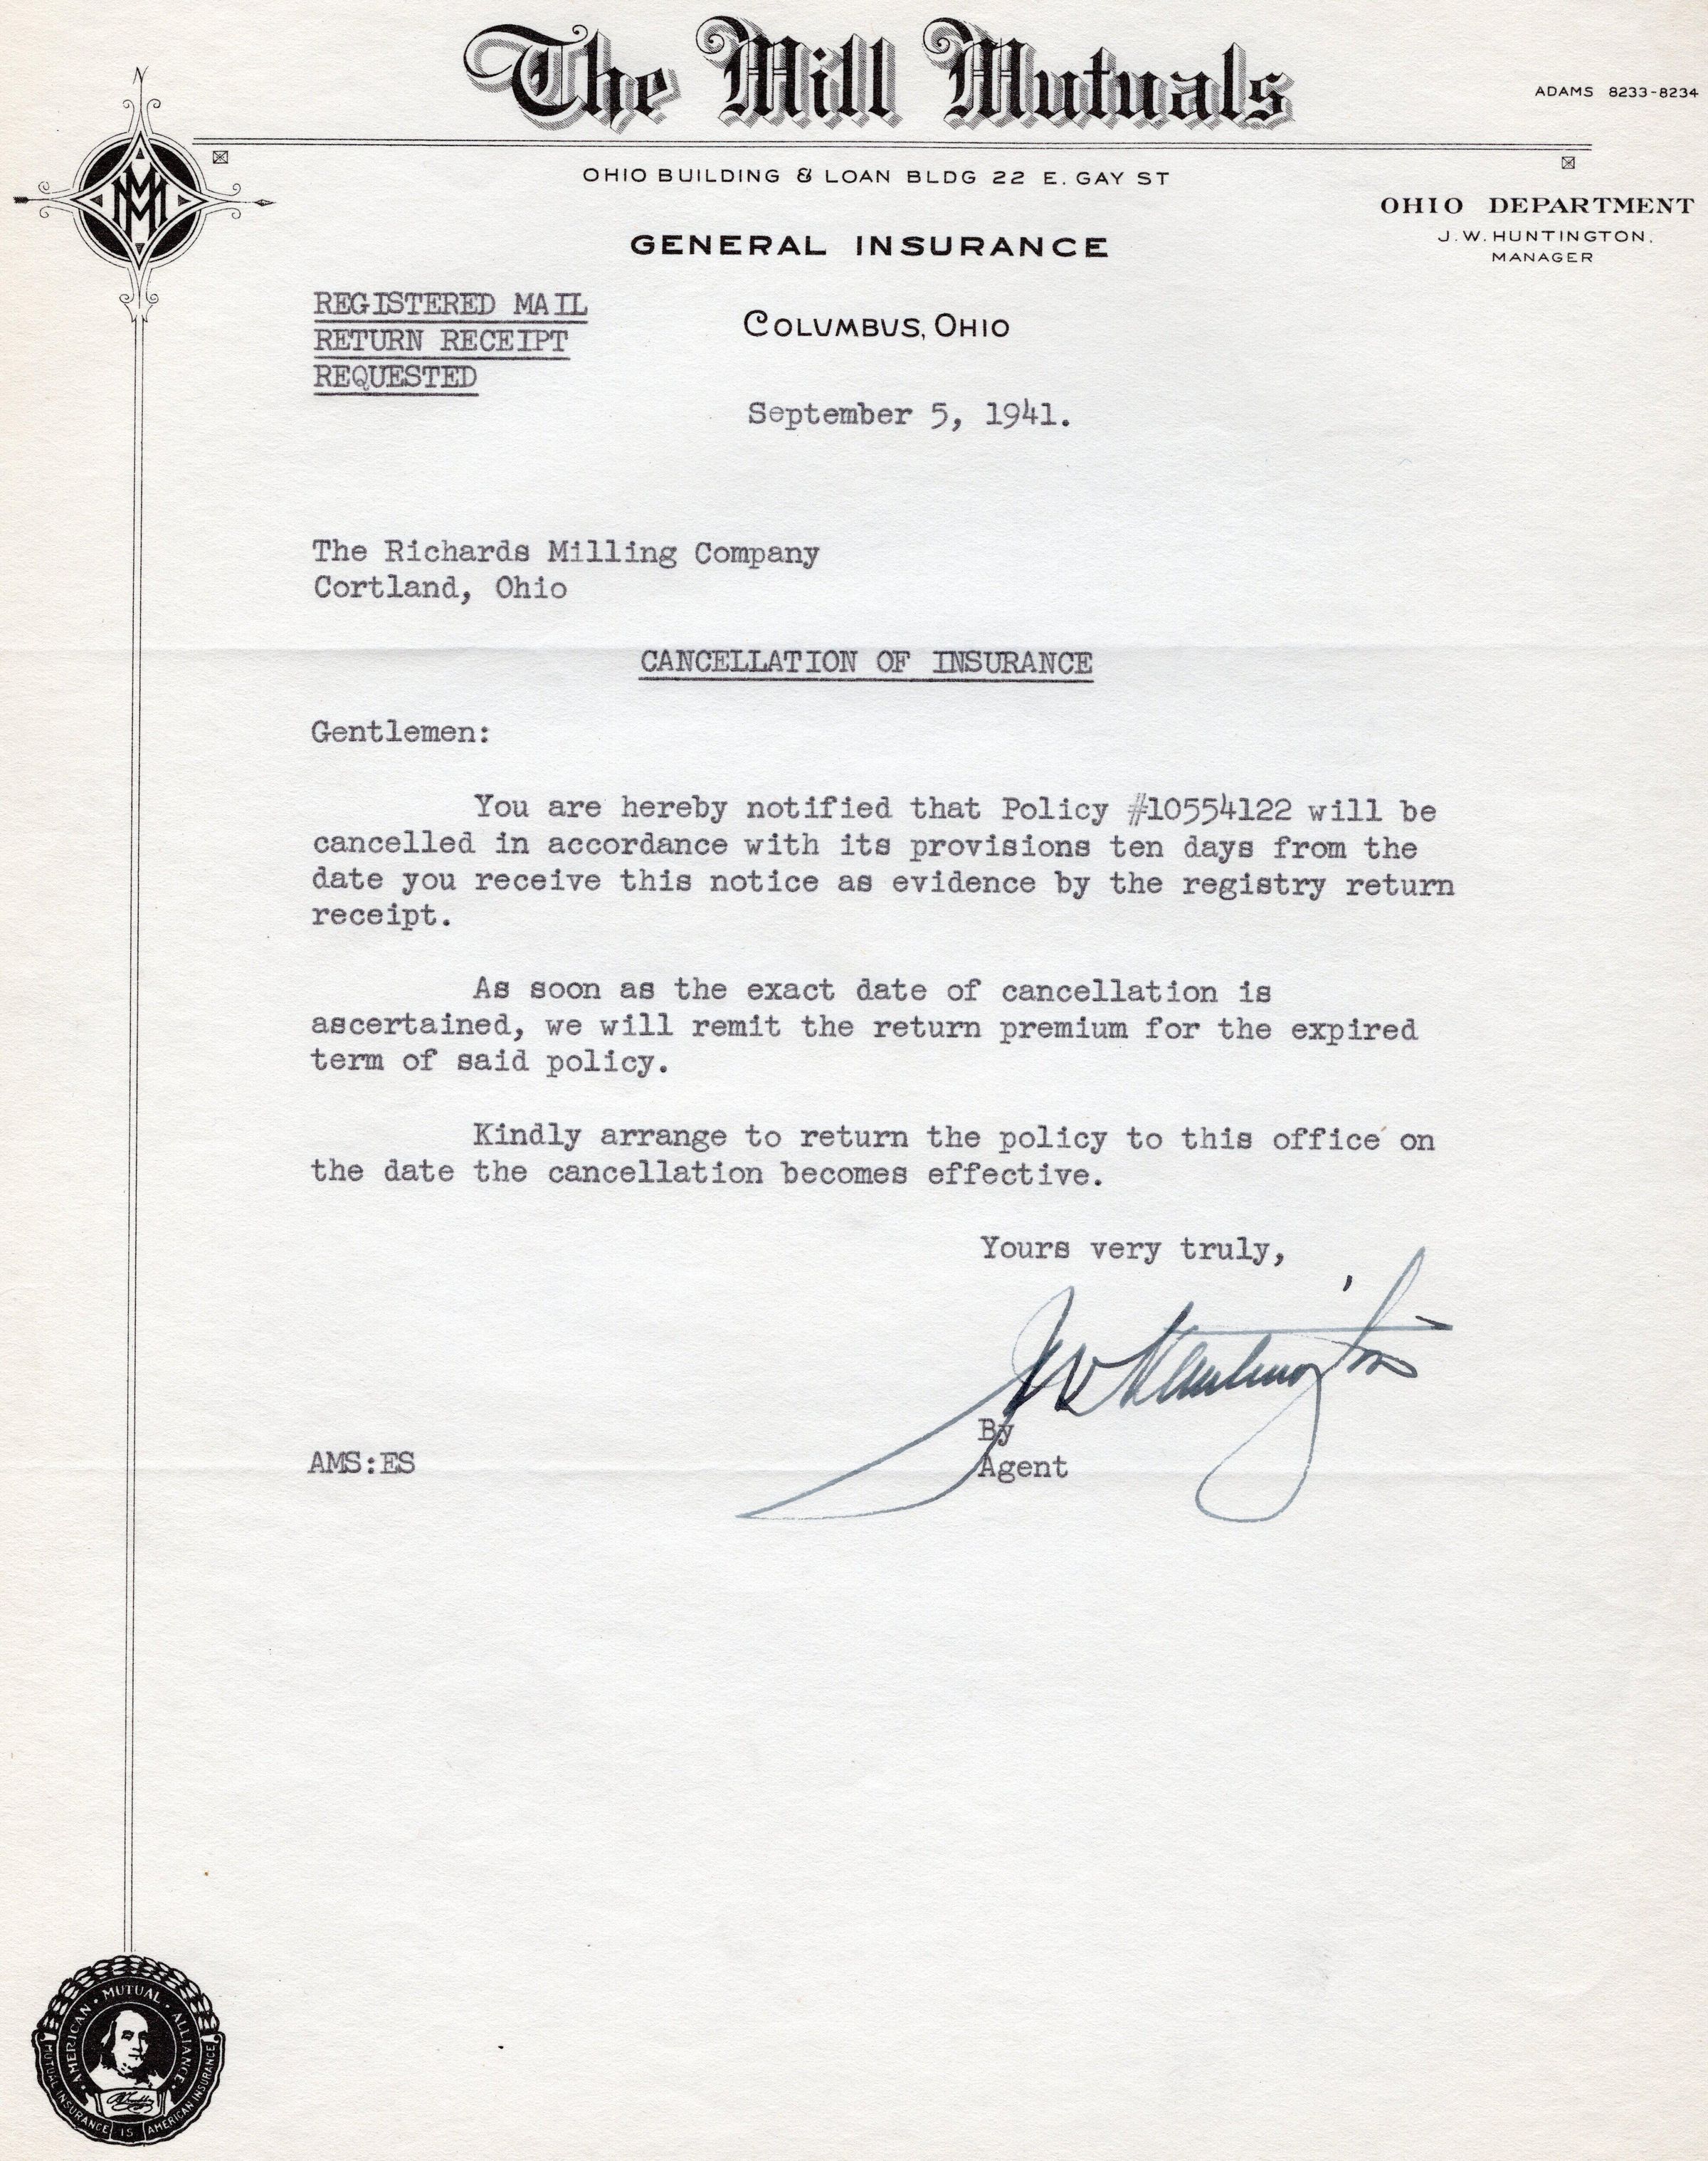 The Mill Mutuals
ADAMS 8233-8234
N
MMM
OHIO BUILDING & LOAN BLDG 22 E. GAY ST
OHIO DEPARTMENT
J.W. HUNTINGTON.
MANAGER
GENERAL INSURANCE
COLUMBUS, OHIO
REGISTERED MAIL
RETURN RECEIPT
REQUESTED
September 5, 1941.
The Richards Milling Company
Cortland, Ohio
CANCELLATION OF INSURANCE
Gentlemen:
You are hereby notified that Policy #10554122 will be
cancelled in accordance with its provisions ten days from the
date you receive this notice as evidence by the registry return
receipt.
As soon as the exact date of cancellation is
ascertained, we will remit the return premium for the expired
term of said policy.
Kindly arrange to return the policy to this office on
the date the cancellation becomes effective.
Yours very truly,
JW Huntington
By
Agent
AMS:ES
AMERICAN · MUTUAL · ALLIANCE
MUTUAL INSURANCE IS AMERICAN INSURANCE